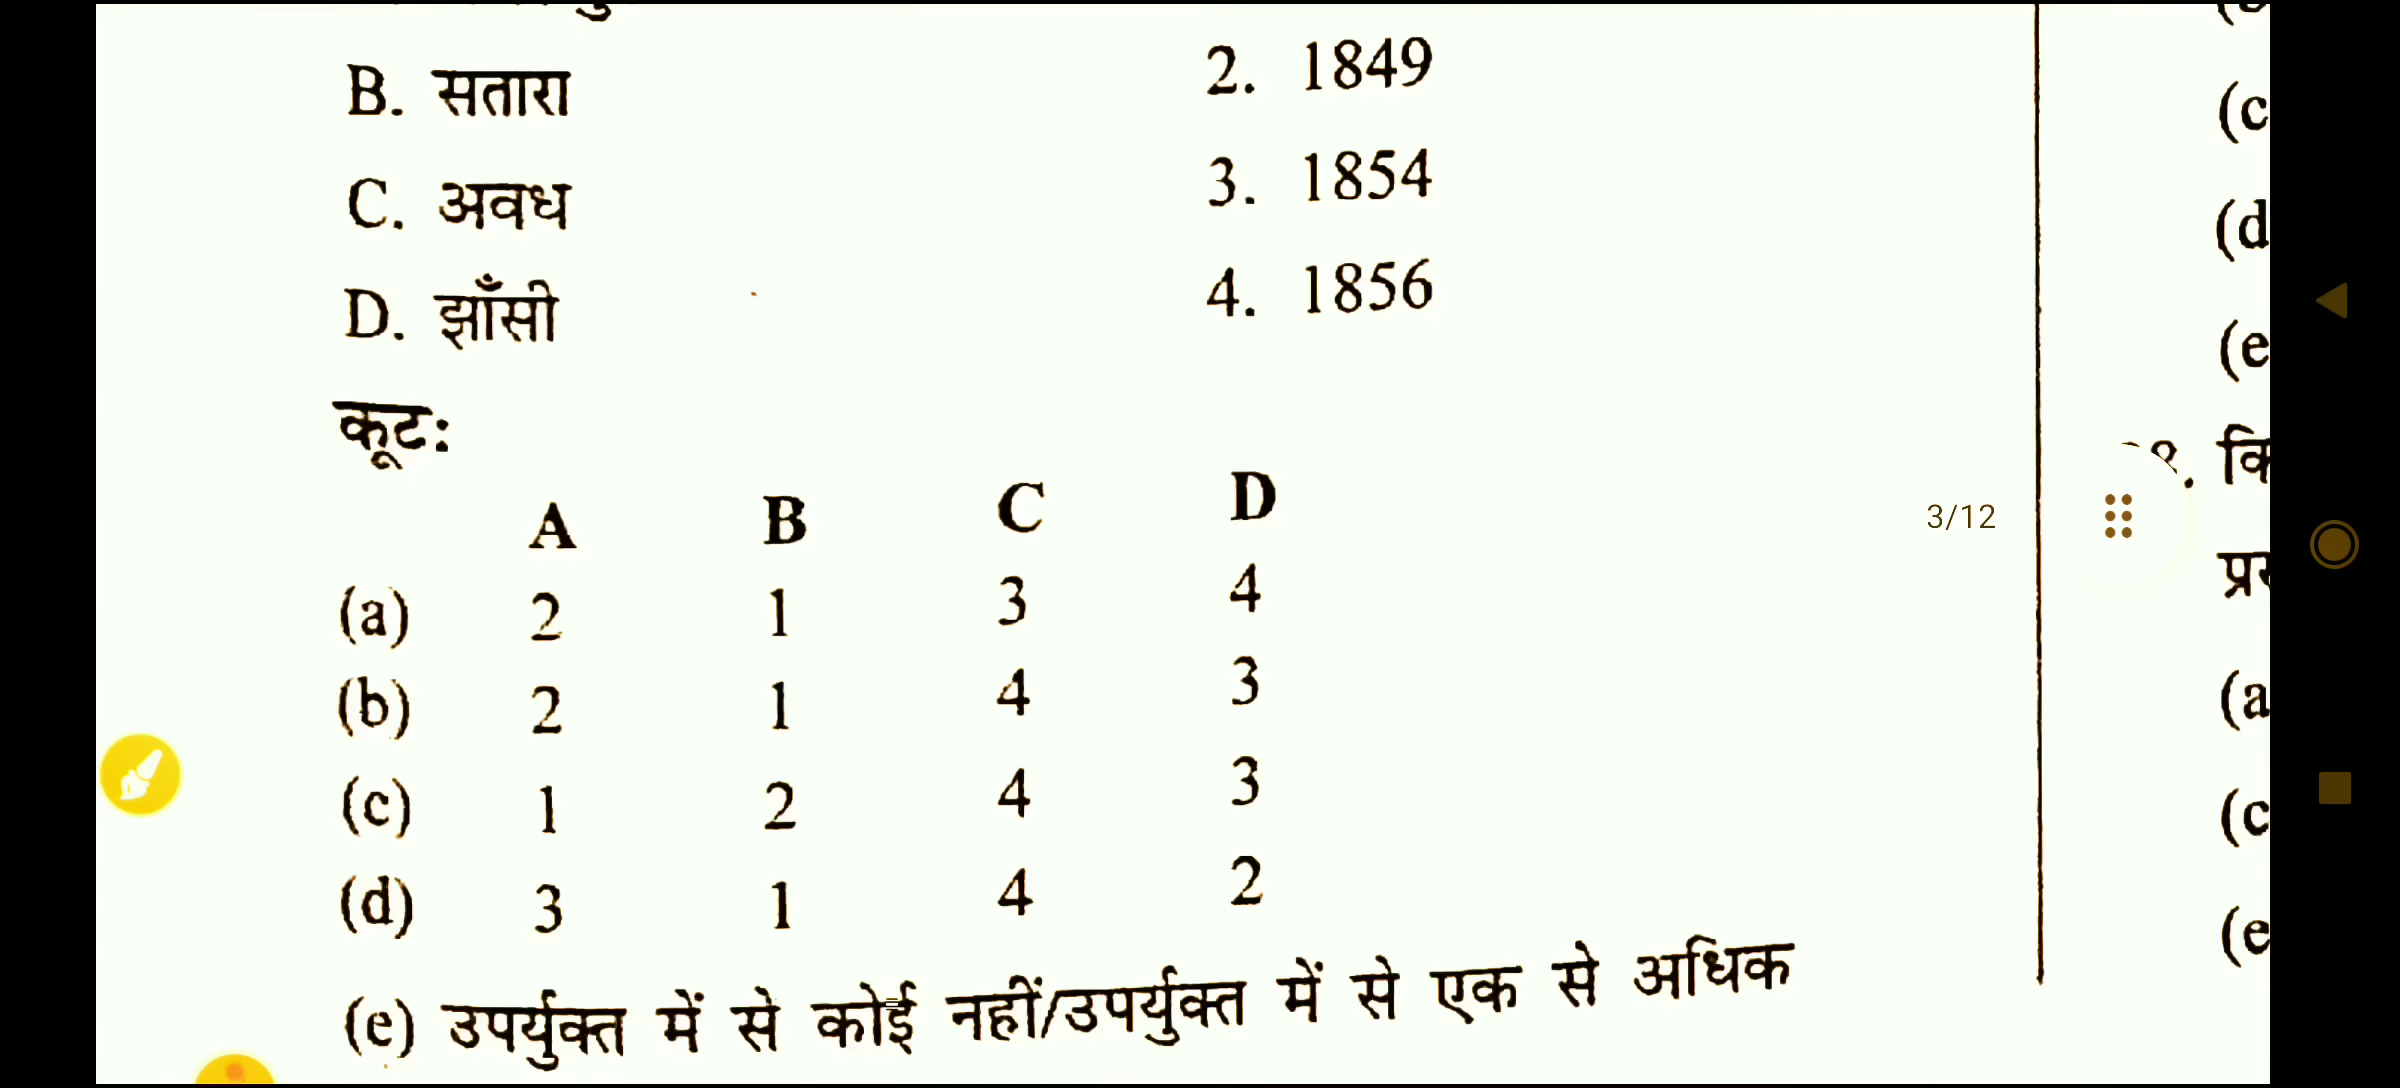 B. सतारा 2. 1849
C. अवध 3. 1854
D. झाँसी 4. 1856
कूटः
A B C D
(a) 2 1 3 4
(b) 2 1 4 3
(c) 1 2 4 3
(d) 3 1 4 2
(e) उपर्युक्त में से कोई नहीं/उपर्युक्त में से एक से अधिक
3/12
(c
(d
(e
कि
(a
(c
(e